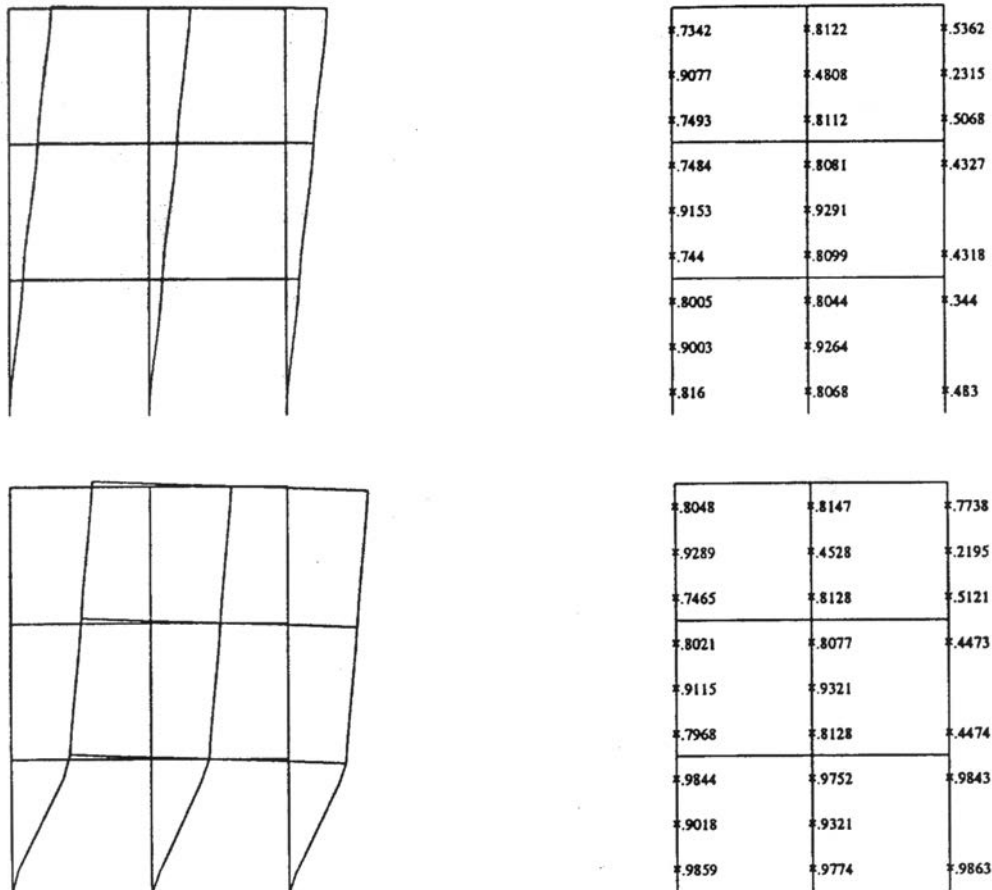 .7342 .8122 .5362
.9077 .4808 .2315
.7493 .8112 .5068
.7484 .8081 .4327
.9153 .9291
.744 .8099 .4318
.8005 .8044 .344
.9003 .9264
.816 .8068 .483
.8048 .8147 .7738
.9289 .4528 .2195
.7465 .8128 .5121
.8021 .8077 .4473
.9115 .9321
.7968 .8128 .4474
.9844 .9752 .9843
.9018 .9321
.9859 .9774 .9863